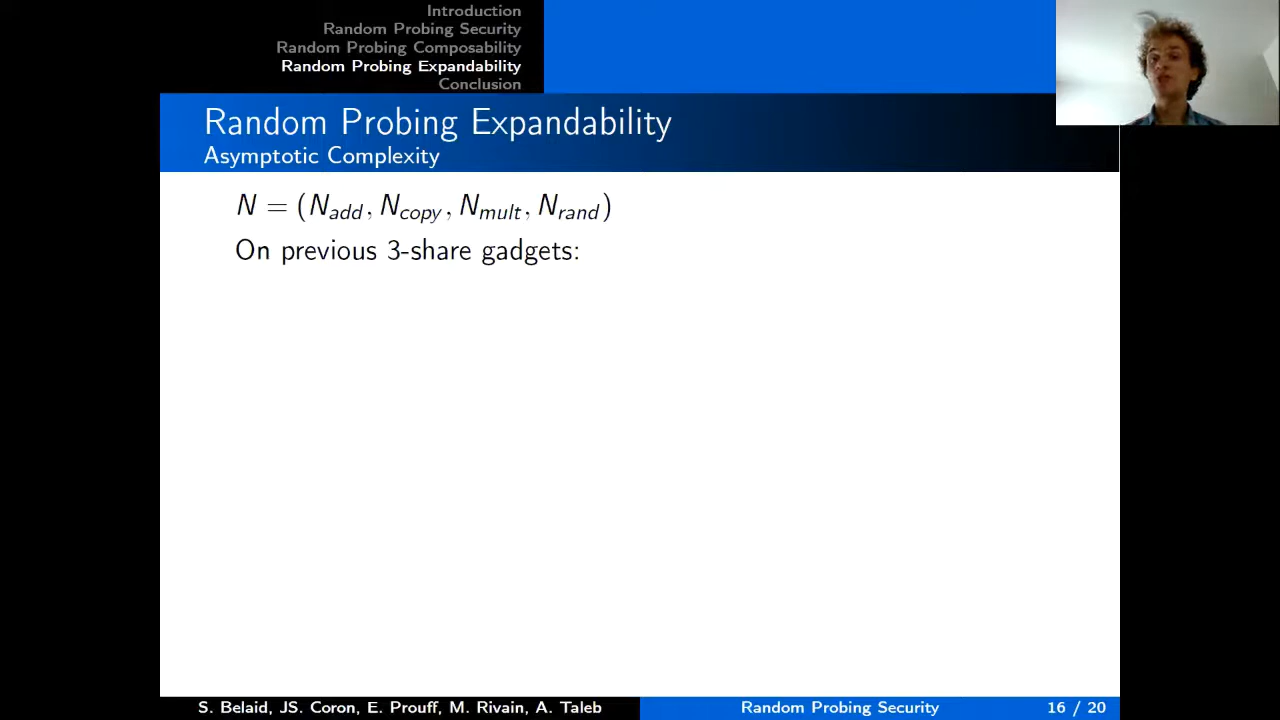 Introduction
Random Probing Security
Random Probing Composability
Random Probing Expandability
Conclusion
Random Probing Expandability
Asymptotic Complexity
N = (N_add, N_copy, N_mult, N_rand)
On previous 3-share gadgets:
S. Belaid, JS. Coron, E. Prouff, M. Rivain, A. Taleb
Random Probing Security
16 / 20